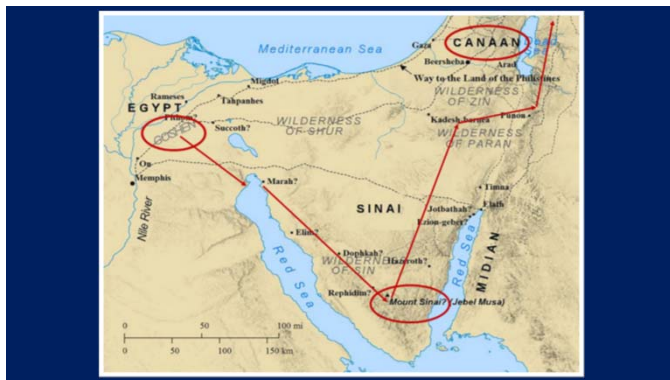 Mediterranean Sea
Gaza
CANAAN
Dead
Sea
Beersheba
Arad
Way to the Land of the Philistines
Migdol
Rameses
Tahpanhes
EGYPT
WILDERNESS
OF ZIN
Pithom?
GOSHEN
Succoth?
WILDERNESS
OF SHUR
Kadesh-barnea
Punon
WILDERNESS
OF PARAN
On
Memphis
Marah?
Nile River
SINAI
Timna
Elath
Jotbathah?
Ezion-geber?
Elim?
Red Sea
Red Sea
MIDIAN
Dophkah?
WILDERNESS
OF SIN
Hazeroth?
Rephidim?
Mount Sinai? (Jebel Musa)
0 50 100 mi
0 50 100 150 km